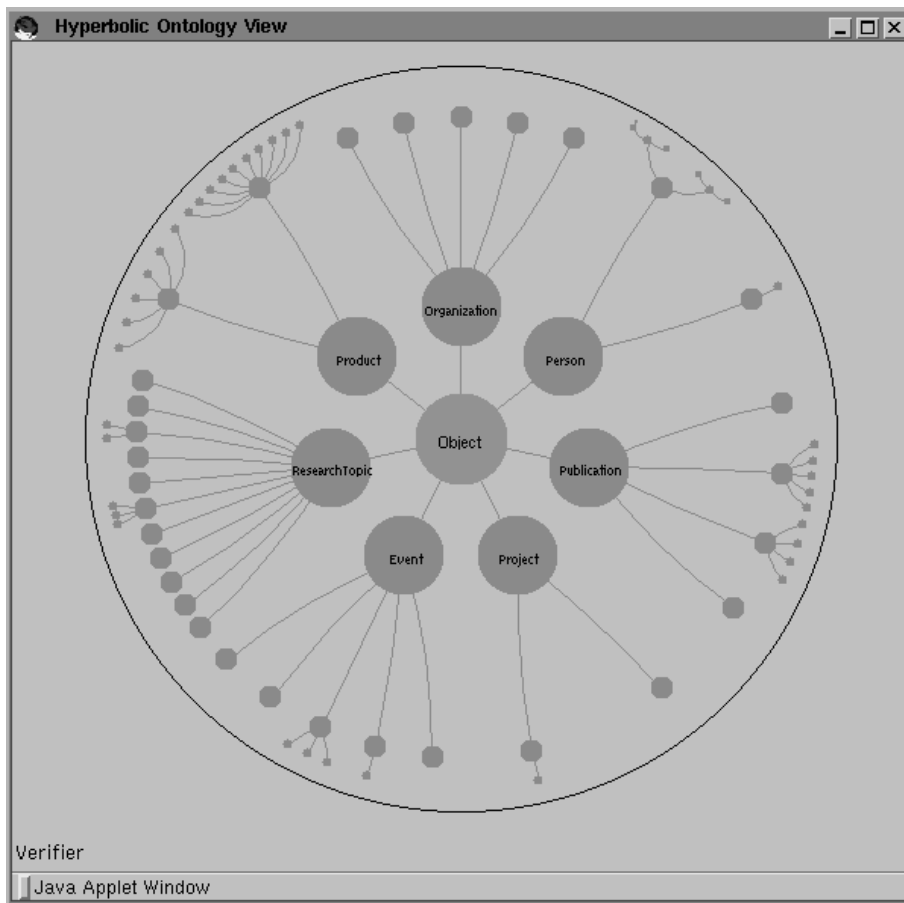 Hyperbolic Ontology View
Organization
Product
Person
Object
ResearchTopic
Publication
Event
Project
Verifier
Java Applet Window